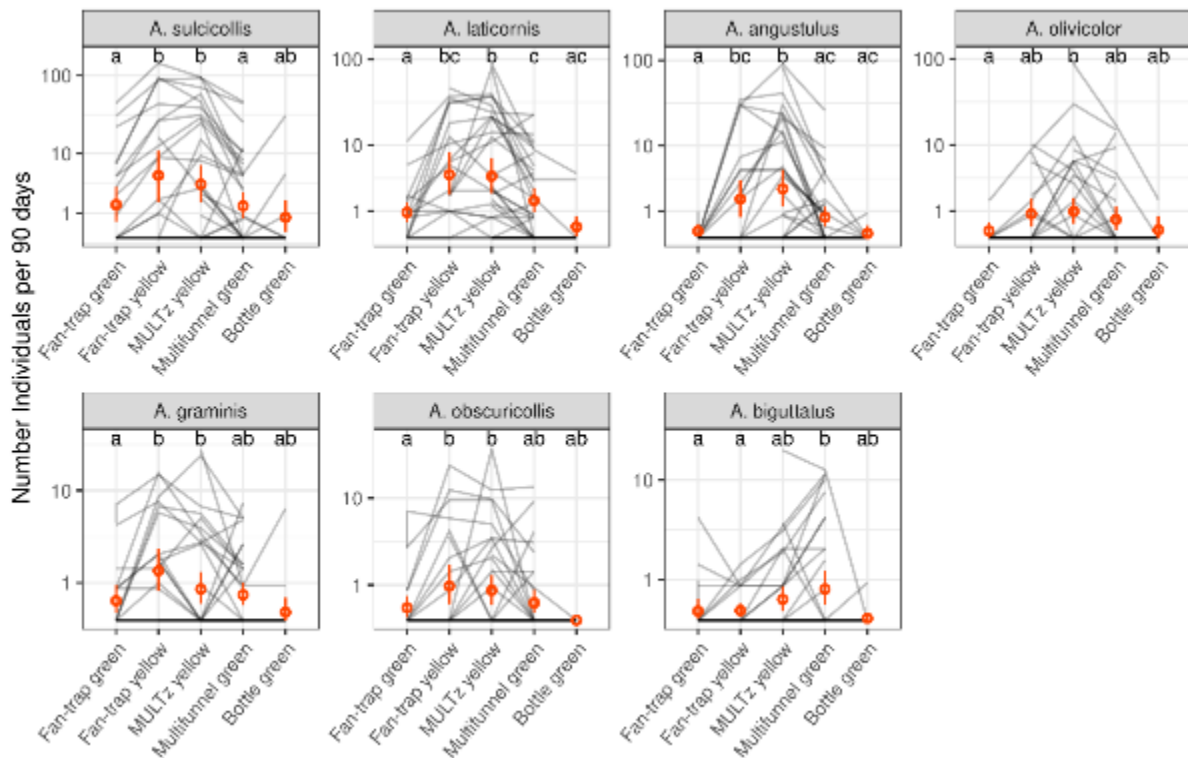 A. sulcicollis A. laticornis A. angustulus A. olivicolor
a b b a ab a bc b c ac a bc b ac ac a ab b ab ab
100 10 1
100 10 1
100 10 1
100 10 1
Number Individuals per 90 days
Fan-trap green Fan-trap yellow MULTz yellow Multifunnel green Bottle green
Fan-trap green Fan-trap yellow MULTz yellow Multifunnel green Bottle green
Fan-trap green Fan-trap yellow MULTz yellow Multifunnel green Bottle green
Fan-trap green Fan-trap yellow MULTz yellow Multifunnel green Bottle green
A. graminis A. obscuricollis A. biguttatus
a b b ab ab a b b ab ab a a ab b ab
10 1
10 1
10 1
Fan-trap green Fan-trap yellow MULTz yellow Multifunnel green Bottle green
Fan-trap green Fan-trap yellow MULTz yellow Multifunnel green Bottle green
Fan-trap green Fan-trap yellow MULTz yellow Multifunnel green Bottle green